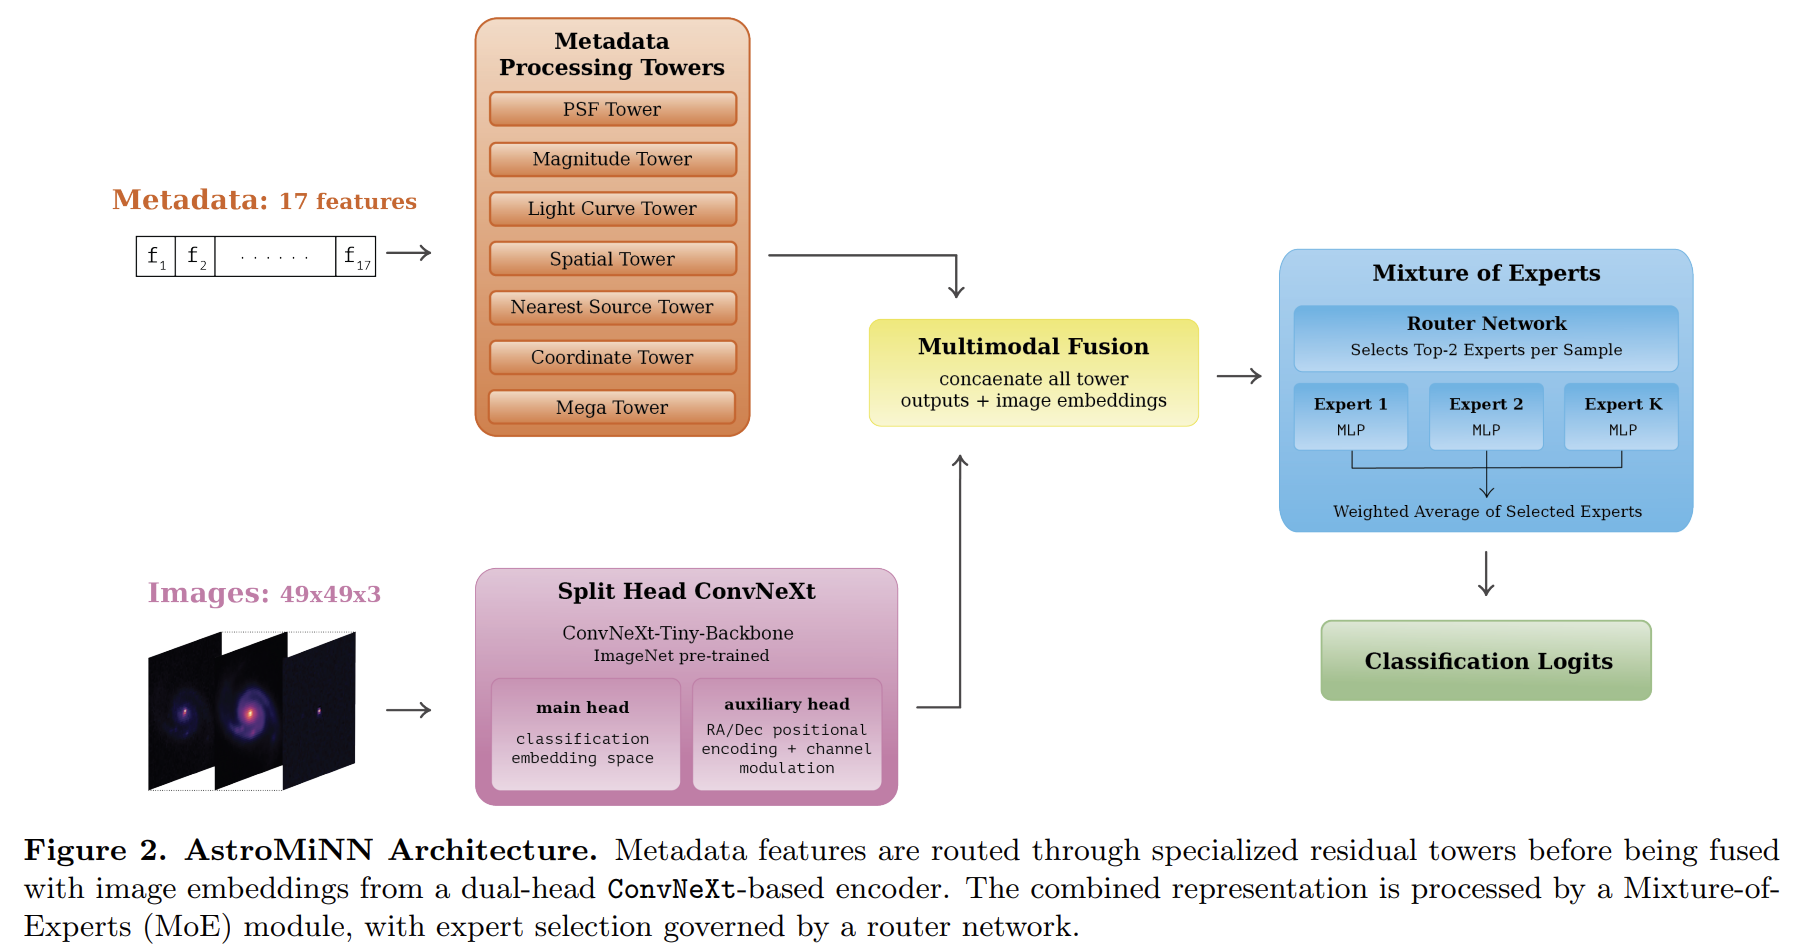 Metadata
Processing Towers
PSF Tower
Magnitude Tower
Light Curve Tower
Spatial Tower
Nearest Source Tower
Coordinate Tower
Mega Tower
Metadata: 17 features
f1 f2 ...... f17
Multimodal Fusion
concaenate all tower
outputs + image embeddings
Mixture of Experts
Router Network
Selects Top-2 Experts per Sample
Expert 1 Expert 2 Expert K
MLP MLP MLP
Weighted Average of Selected Experts
Images: 49x49x3
Split Head ConvNeXt
ConvNeXt-Tiny-Backbone
ImageNet pre-trained
main head
classification
embedding space
auxiliary head
RA/Dec positional
encoding + channel
modulation
Classification Logits
Figure 2. AstroMiNN Architecture. Metadata features are routed through specialized residual towers before being fused
with image embeddings from a dual-head ConvNeXt-based encoder. The combined representation is processed by a Mixture-of-
Experts (MoE) module, with expert selection governed by a router network.